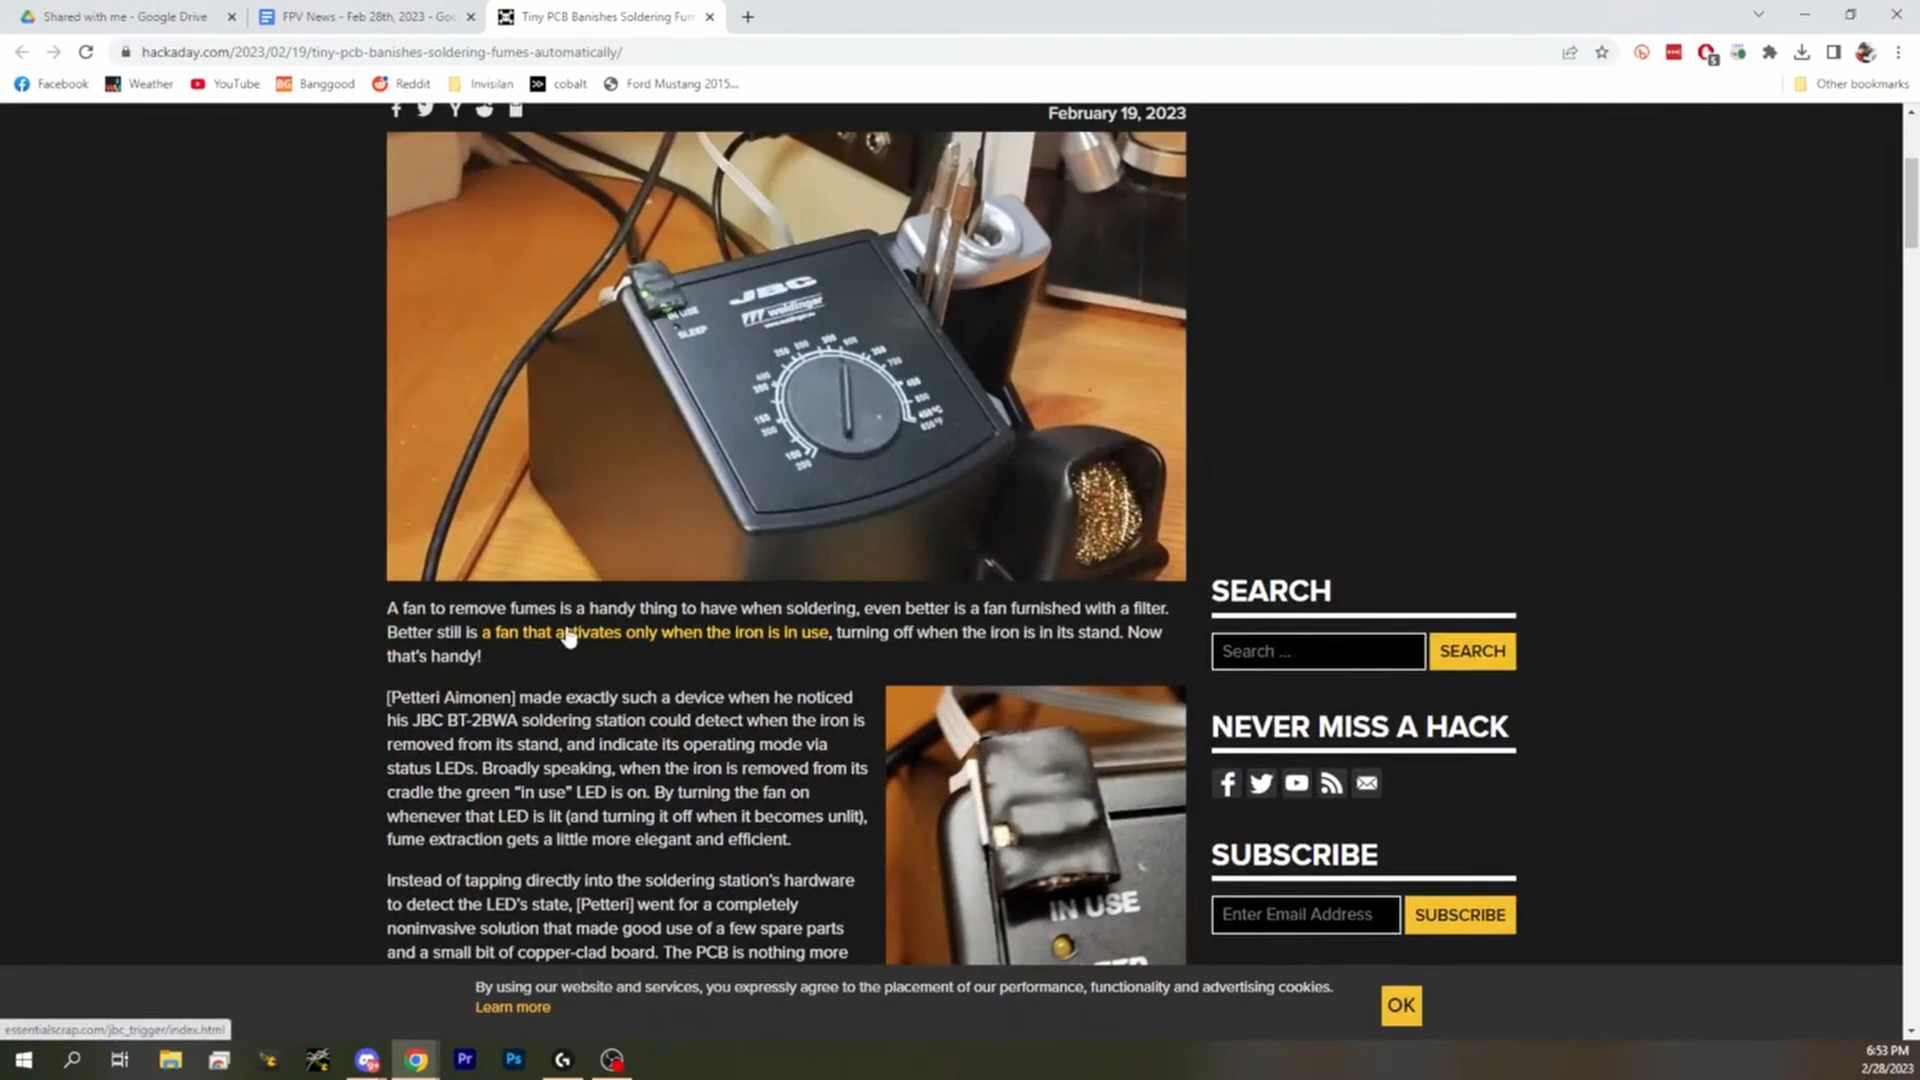 Shared with me - Google Drive
FPV News - Feb 28th, 2023 - Goo
Tiny PCB Banishes Soldering Fum
hackaday.com/2023/02/19/tiny-pcb-banishes-soldering-fumes-automatically/
Facebook
Weather
YouTube
BG
Banggood
Reddit
Invisilan
cobalt
Ford Mustang 2015...
Other bookmarks
February 19, 2023
JBC
weldinger
IN USE
SLEEP
A fan to remove fumes is a handy thing to have when soldering, even better is a fan furnished with a filter.
Better still is a fan that activates only when the iron is in use, turning off when the iron is in its stand. Now
that's handy!
[Petteri Aimonen] made exactly such a device when he noticed
his JBC BT-2BWA soldering station could detect when the iron is
removed from its stand, and indicate its operating mode via
status LEDs. Broadly speaking, when the iron is removed from its
cradle the green "in use" LED is on. By turning the fan on
whenever that LED is lit (and turning it off when it becomes unlit),
fume extraction gets a little more elegant and efficient.
Instead of tapping directly into the soldering station's hardware
to detect the LED's state, [Petteri] went for a completely
noninvasive solution that made good use of a few spare parts
and a small bit of copper-clad board. The PCB is nothing more
IN USE
SEARCH
Search ...
SEARCH
NEVER MISS A HACK
SUBSCRIBE
Enter Email Address
SUBSCRIBE
By using our website and services, you expressly agree to the placement of our performance, functionality and advertising cookies.
Learn more
OK
essentialscrap.com/jbc_trigger/index.html
Pr
Ps
6:53 PM
2/28/2023